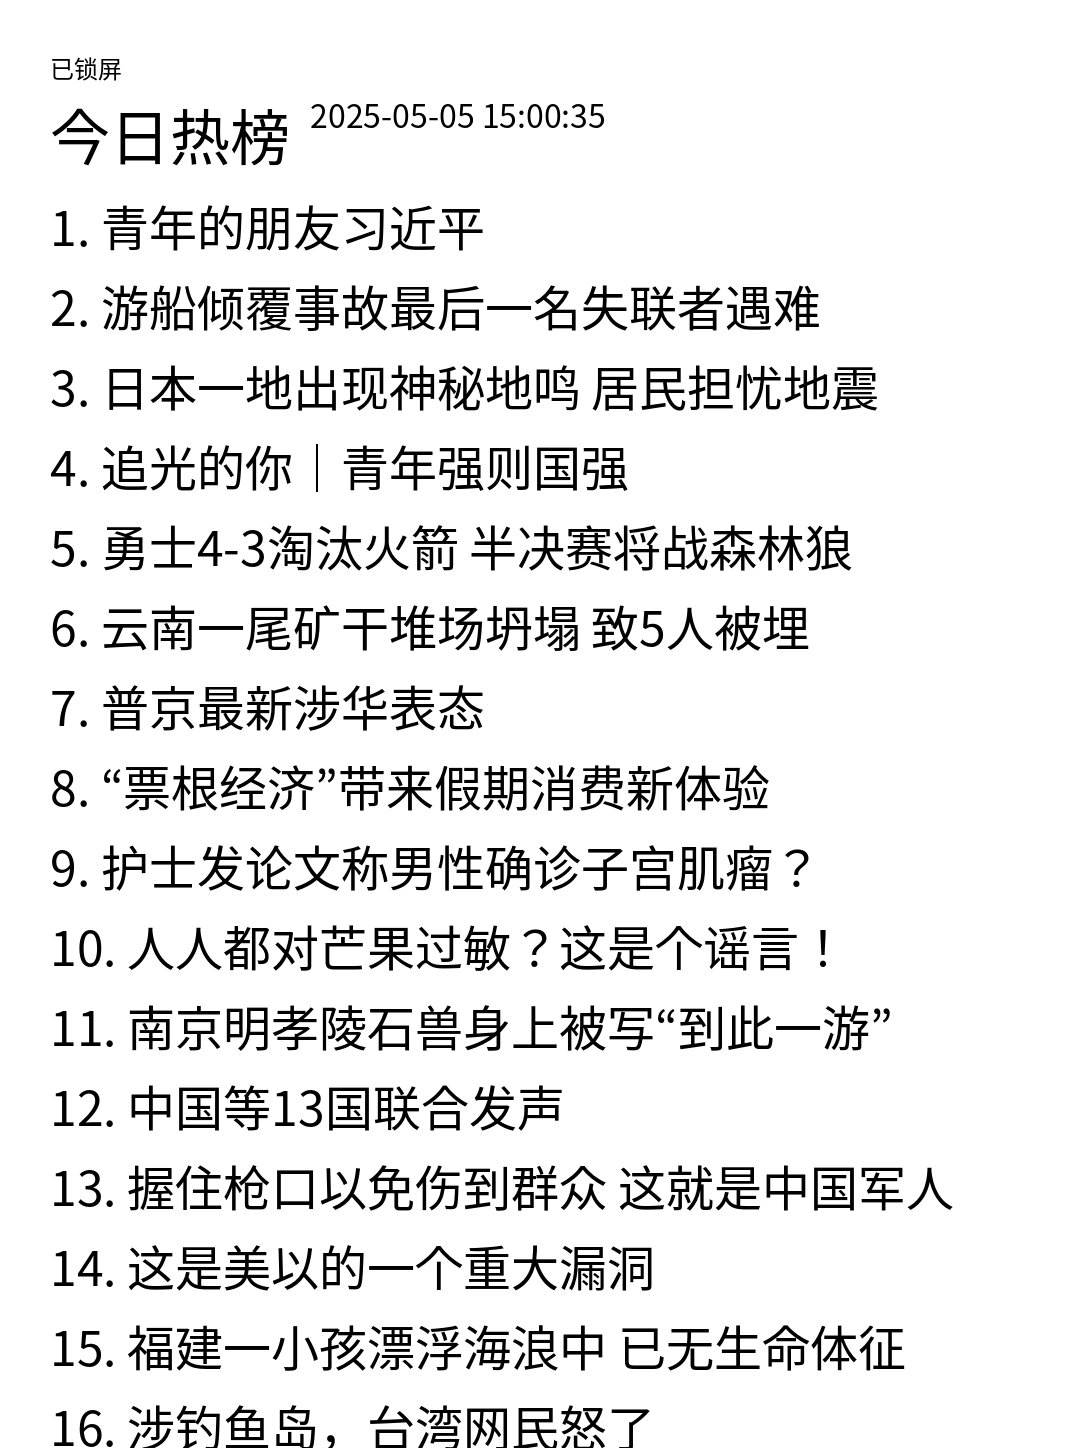 已锁屏
今日热榜 2025-05-05 15:00:35
1. 青年的朋友习近平
2. 游船倾覆事故最后一名失联者遇难
3. 日本一地出现神秘地鸣 居民担忧地震
4. 追光的你｜青年强则国强
5. 勇士4-3淘汰火箭 半决赛将战森林狼
6. 云南一尾矿干堆场坍塌 致5人被埋
7. 普京最新涉华表态
8. “票根经济”带来假期消费新体验
9. 护士发论文称男性确诊子宫肌瘤？
10. 人人都对芒果过敏？这是个谣言！
11. 南京明孝陵石兽身上被写“到此一游”
12. 中国等13国联合发声
13. 握住枪口以免伤到群众 这就是中国军人
14. 这是美以的一个重大漏洞
15. 福建一小孩漂浮海浪中 已无生命体征
16. 涉钓鱼岛，台湾网民怒了